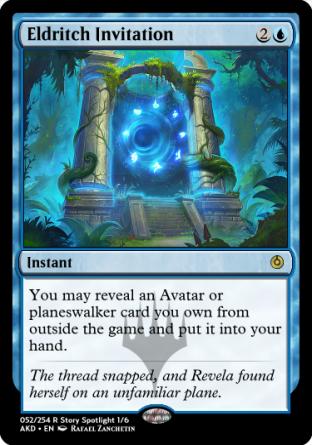 Eldritch Invitation 2
Instant
You may reveal an Avatar or
planeswalker card you own from
outside the game and put it into your
hand.
The thread snapped, and Revela found
herself on an unfamiliar plane.
052/254 R Story Spotlight 1/6
AKD • EN Rafael Zanchetin